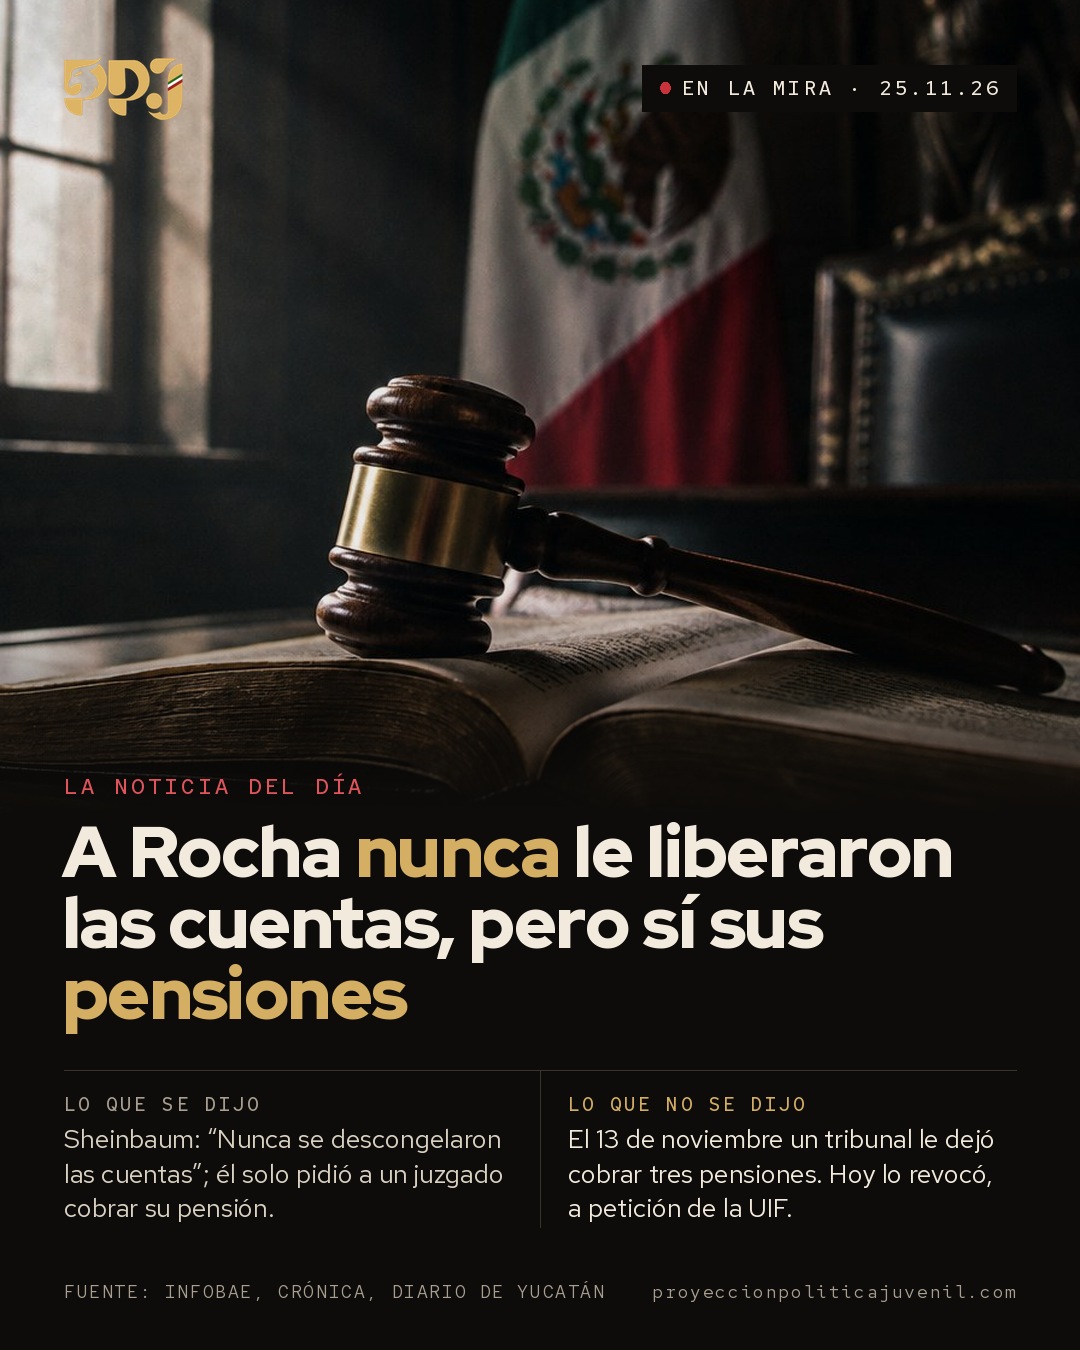 PPJ
EN LA MIRA · 25.11.26
LA NOTICIA DEL DÍA
A Rocha nunca le liberaron
las cuentas, pero sí sus
pensiones
LO QUE SE DIJO
Sheinbaum: “Nunca se descongelaron
las cuentas”; él solo pidió a un juzgado
cobrar su pensión.
LO QUE NO SE DIJO
El 13 de noviembre un tribunal le dejó
cobrar tres pensiones. Hoy lo revocó,
a petición de la UIF.
FUENTE: INFOBAE, CRÓNICA, DIARIO DE YUCATÁN
proyeccionpoliticajuvenil.com